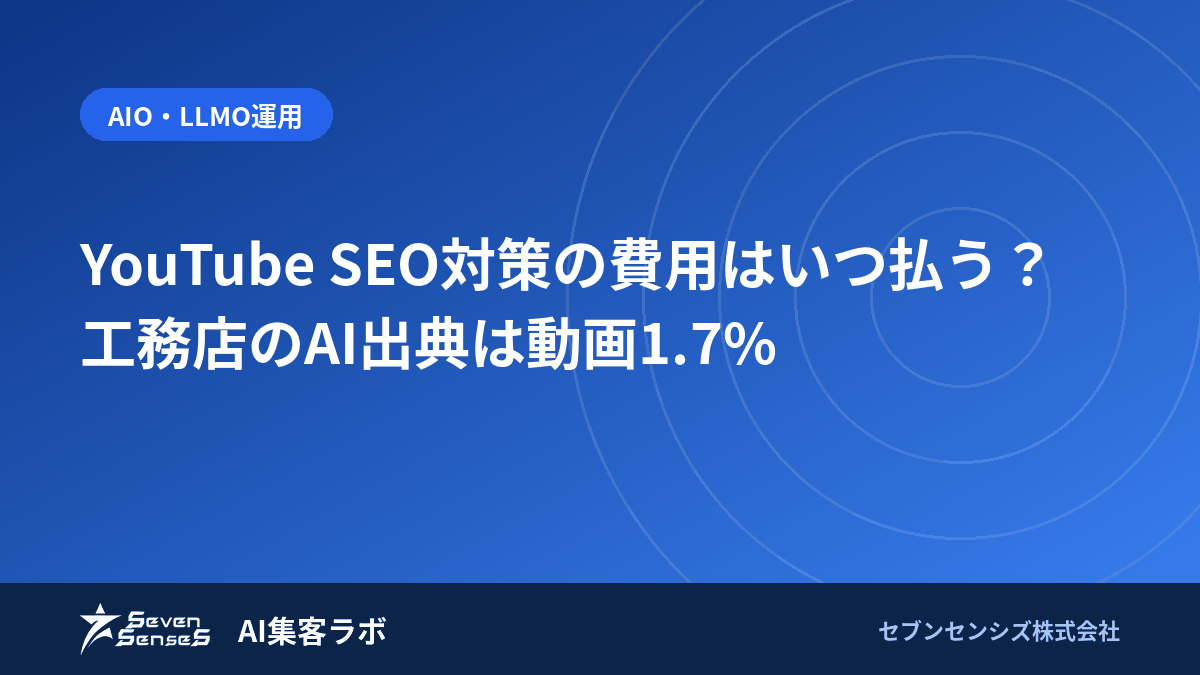 AIO・LLMO運用
YouTube SEO対策の費用はいつ払う？
工務店のAI出典は動画1.7%
Seven
SenseS
AI集客ラボ
セブンセンシズ株式会社